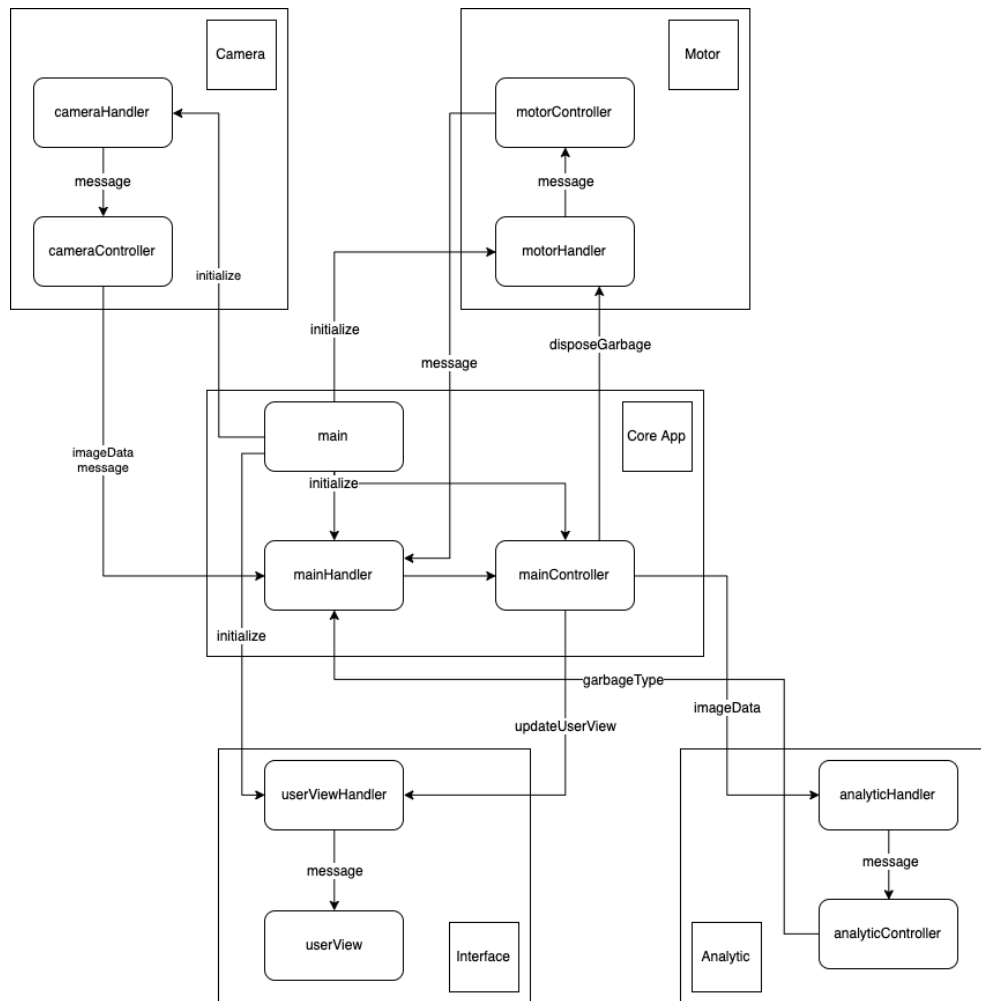 Camera
Motor
cameraHandler
motorController
message
message
cameraController
motorHandler
initialize
initialize
message
disposeGarbage
main
Core App
imageData
message
initialize
mainHandler
mainController
initialize
garbageType
imageData
updateUserView
userViewHandler
analyticHandler
message
message
userView
Interface
Analytic
analyticController